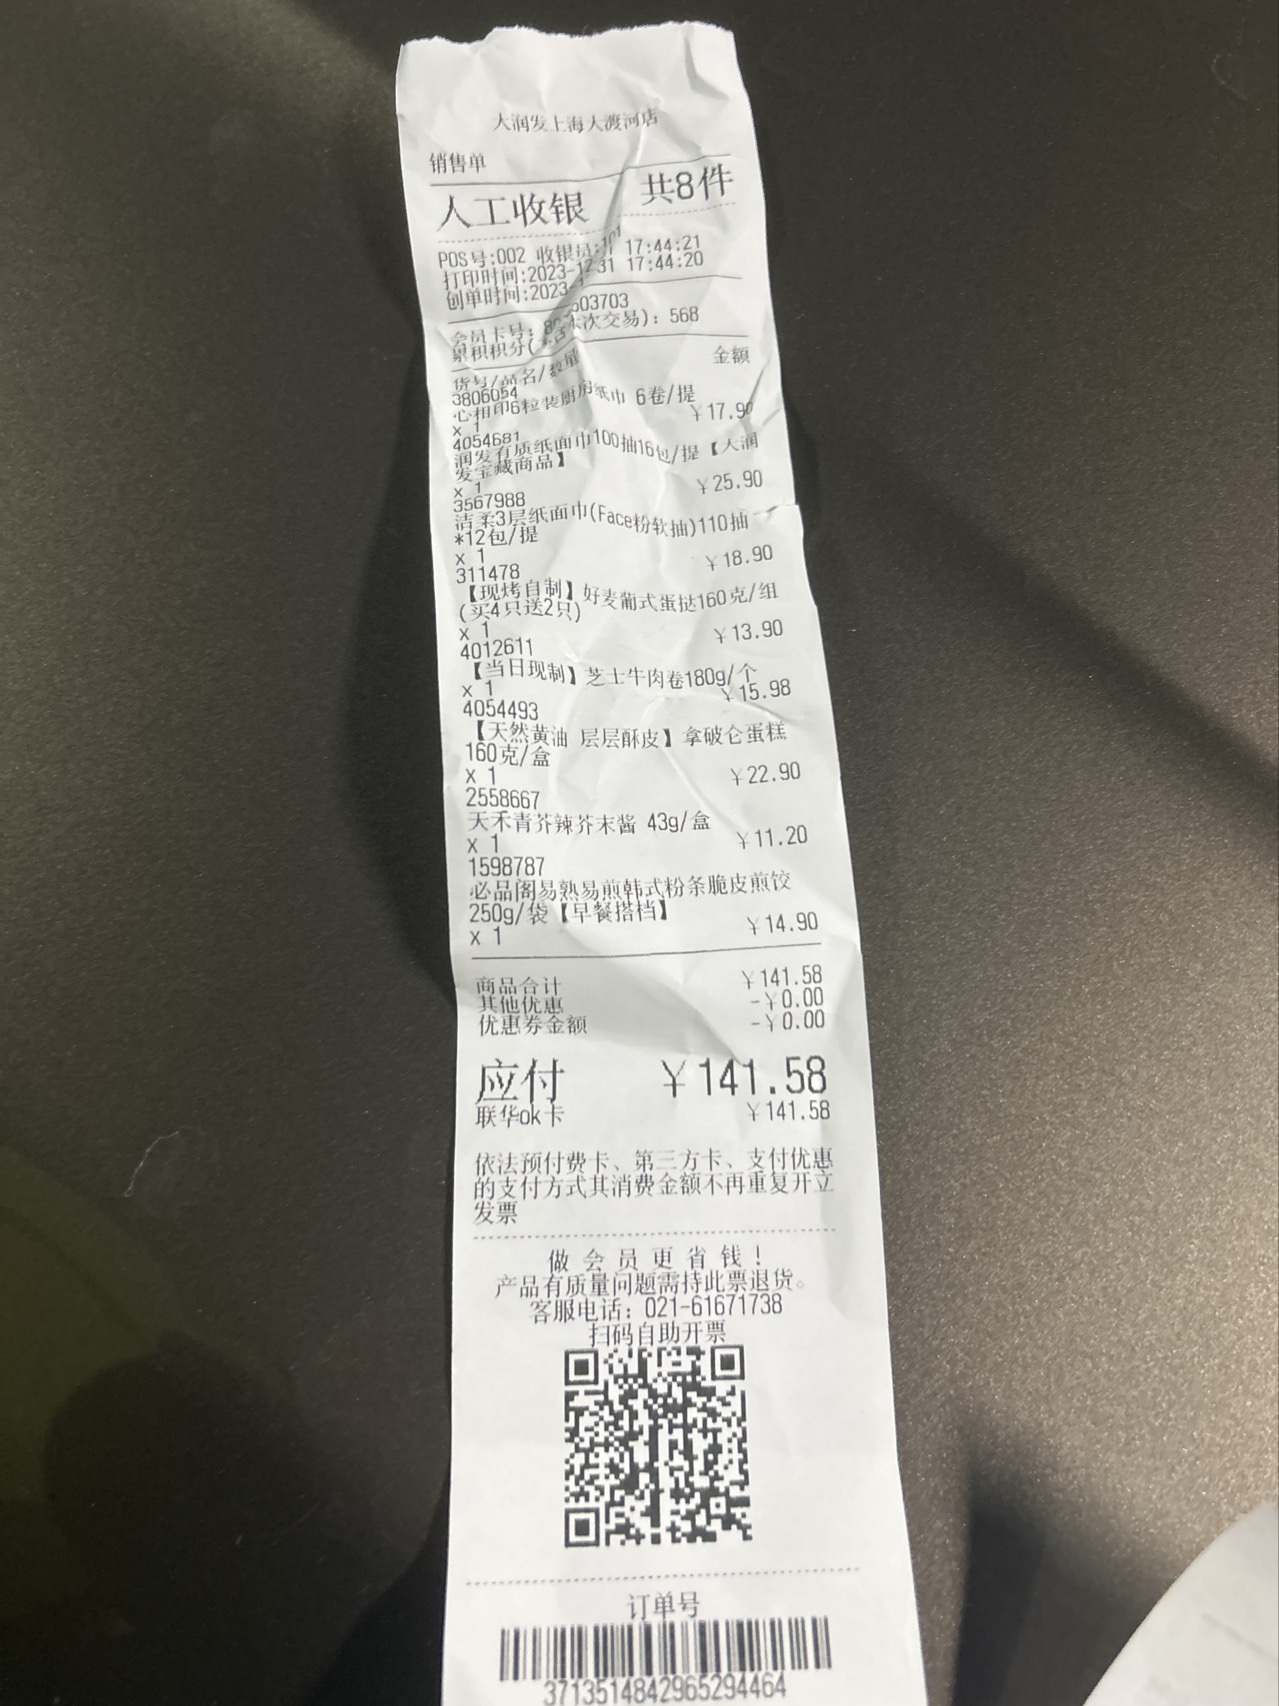 大润发上海大渡河店
销售单
人工收银 共8件
POS号:002 收银员:101 17:44:21
打印时间:2023-12-31 17:44:20
创单时间:2023-
会员卡号: 503703
累积积分(含本次交易): 568
货号/品名/数量 金额
3806054
心相印6粒装厨房纸巾 6卷/提
x 1 ¥17.90
4054681
润发有质纸面巾100抽16包/提【大润
发宝藏商品】
x 1 ¥25.90
3567988
洁柔3层纸面巾(Face粉软抽)110抽
*12包/提
x 1 ¥18.90
311478
【现烤自制】好麦葡式蛋挞160克/组
(买4只送2只)
x 1 ¥13.90
4012611
【当日现制】芝士牛肉卷180g/个
x 1 ¥15.98
4054493
【天然黄油 层层酥皮】拿破仑蛋糕
160克/盒
x 1 ¥22.90
2558667
天禾青芥辣芥末酱 43g/盒
x 1 ¥11.20
1598787
必品阁易熟易煎韩式粉条脆皮煎饺
250g/袋【早餐搭档】
x 1 ¥14.90
商品合计 ¥141.58
其他优惠 -¥0.00
优惠券金额 -¥0.00
应付 ¥141.58
联华ok卡 ¥141.58
依法预付费卡、第三方卡、支付优惠
的支付方式其消费金额不再重复开立
发票
做会员更省钱!
产品有质量问题需持此票退货。
客服电话: 021-61671738
扫码自助开票
订单号
3713514842965294464